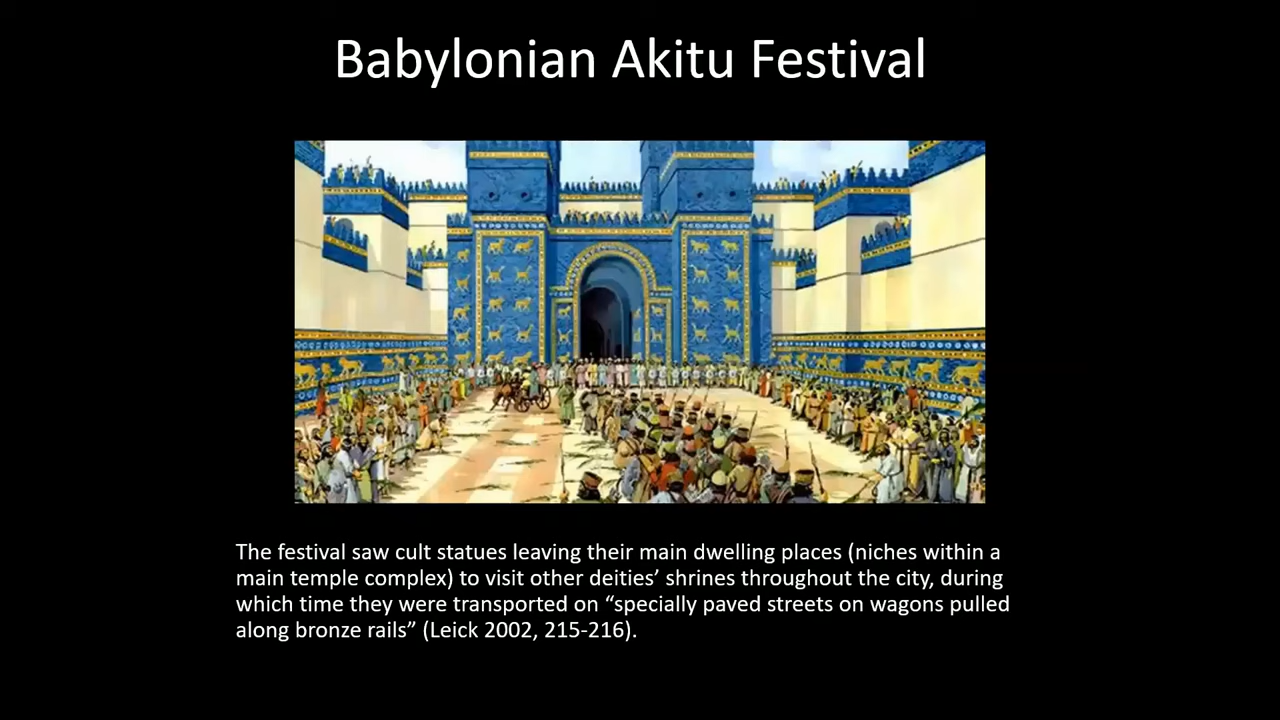 Babylonian Akitu Festival
The festival saw cult statues leaving their main dwelling places (niches within a
main temple complex) to visit other deities’ shrines throughout the city, during
which time they were transported on “specially paved streets on wagons pulled
along bronze rails” (Leick 2002, 215-216).